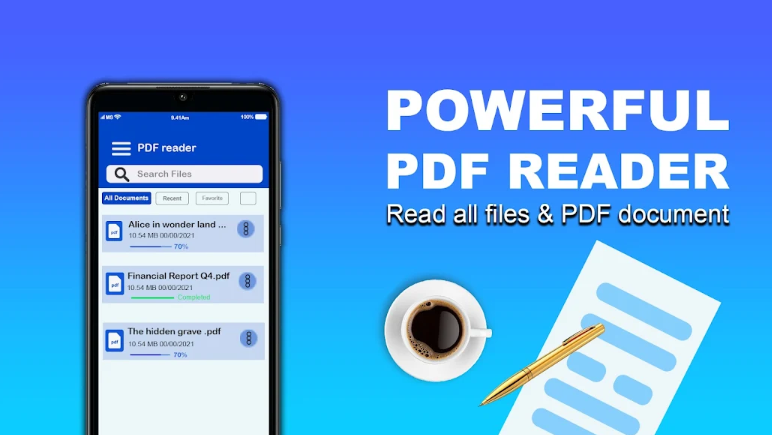 MG 9.41Am 100%
PDF reader
Search Files
All Documents Recent Favorite
pdf Alice in wonder land ...
10.54 MB 00/00/2021
70%
pdf Financial Report Q4.pdf
10.54 MB 00/00/2021
Completed
pdf The hidden grave .pdf
10.54 MB 00/00/2021
70%
POWERFUL
PDF READER
Read all files & PDF document